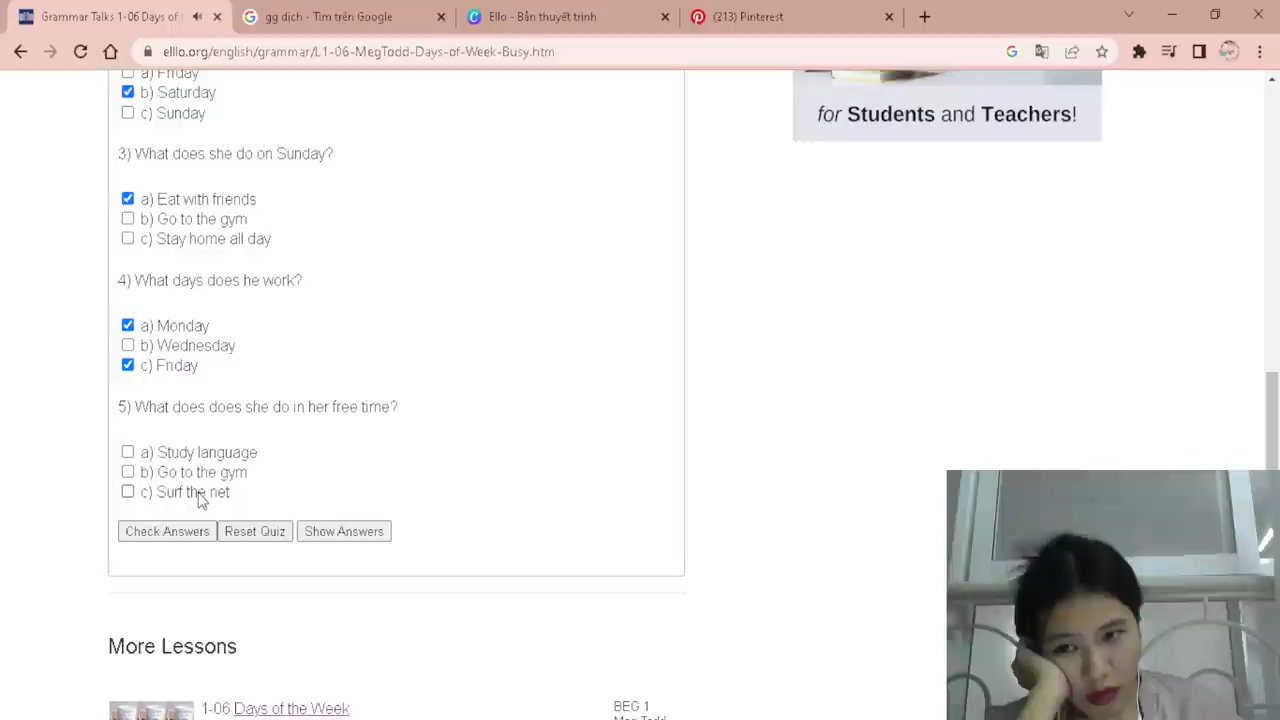 Grammar Talks 1-06 Days of
gg dịch - Tìm trên Google
Ello - Bản thuyết trình
(213) Pinterest
elllo.org/english/grammar/L1-06-MegTodd-Days-of-Week-Busy.htm
a) Friday
b) Saturday
c) Sunday
for Students and Teachers!
3) What does she do on Sunday?
a) Eat with friends
b) Go to the gym
c) Stay home all day
4) What days does he work?
a) Monday
b) Wednesday
c) Friday
5) What does does she do in her free time?
a) Study language
b) Go to the gym
c) Surf the net
Check Answers Reset Quiz Show Answers
More Lessons
1-06 Days of the Week
BEG 1
Meg Todd